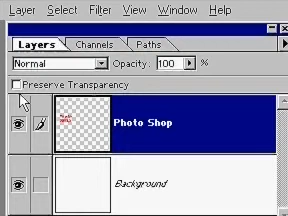 Layer Select Filter View Window Help
Layers Channels Paths
Normal Opacity: 100 %
Preserve Transparency
Photo Shop
Background